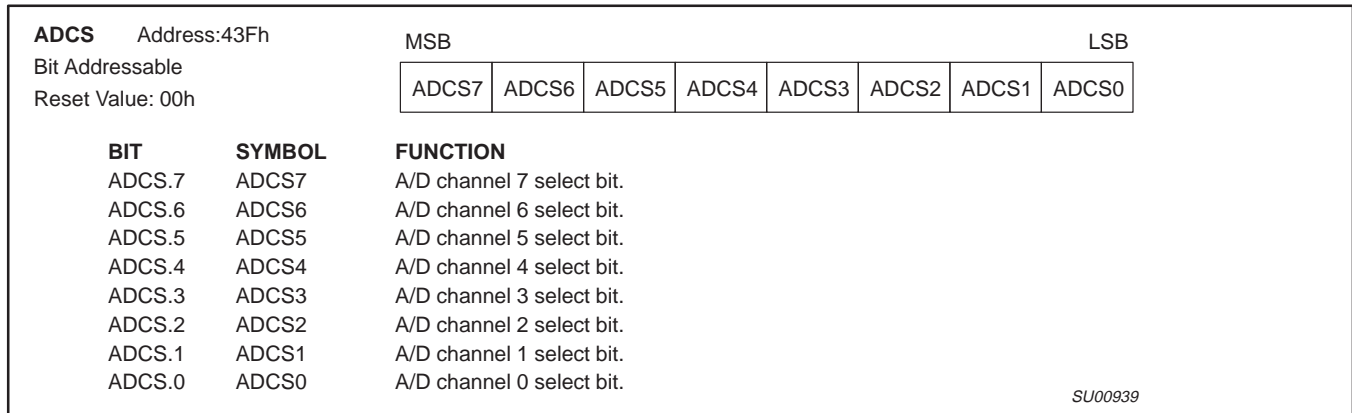 ADCS Address:43Fh
Bit Addressable
Reset Value: 00h
MSB LSB
ADCS7 ADCS6 ADCS5 ADCS4 ADCS3 ADCS2 ADCS1 ADCS0
BIT SYMBOL FUNCTION
ADCS.7 ADCS7 A/D channel 7 select bit.
ADCS.6 ADCS6 A/D channel 6 select bit.
ADCS.5 ADCS5 A/D channel 5 select bit.
ADCS.4 ADCS4 A/D channel 4 select bit.
ADCS.3 ADCS3 A/D channel 3 select bit.
ADCS.2 ADCS2 A/D channel 2 select bit.
ADCS.1 ADCS1 A/D channel 1 select bit.
ADCS.0 ADCS0 A/D channel 0 select bit.
SU00939